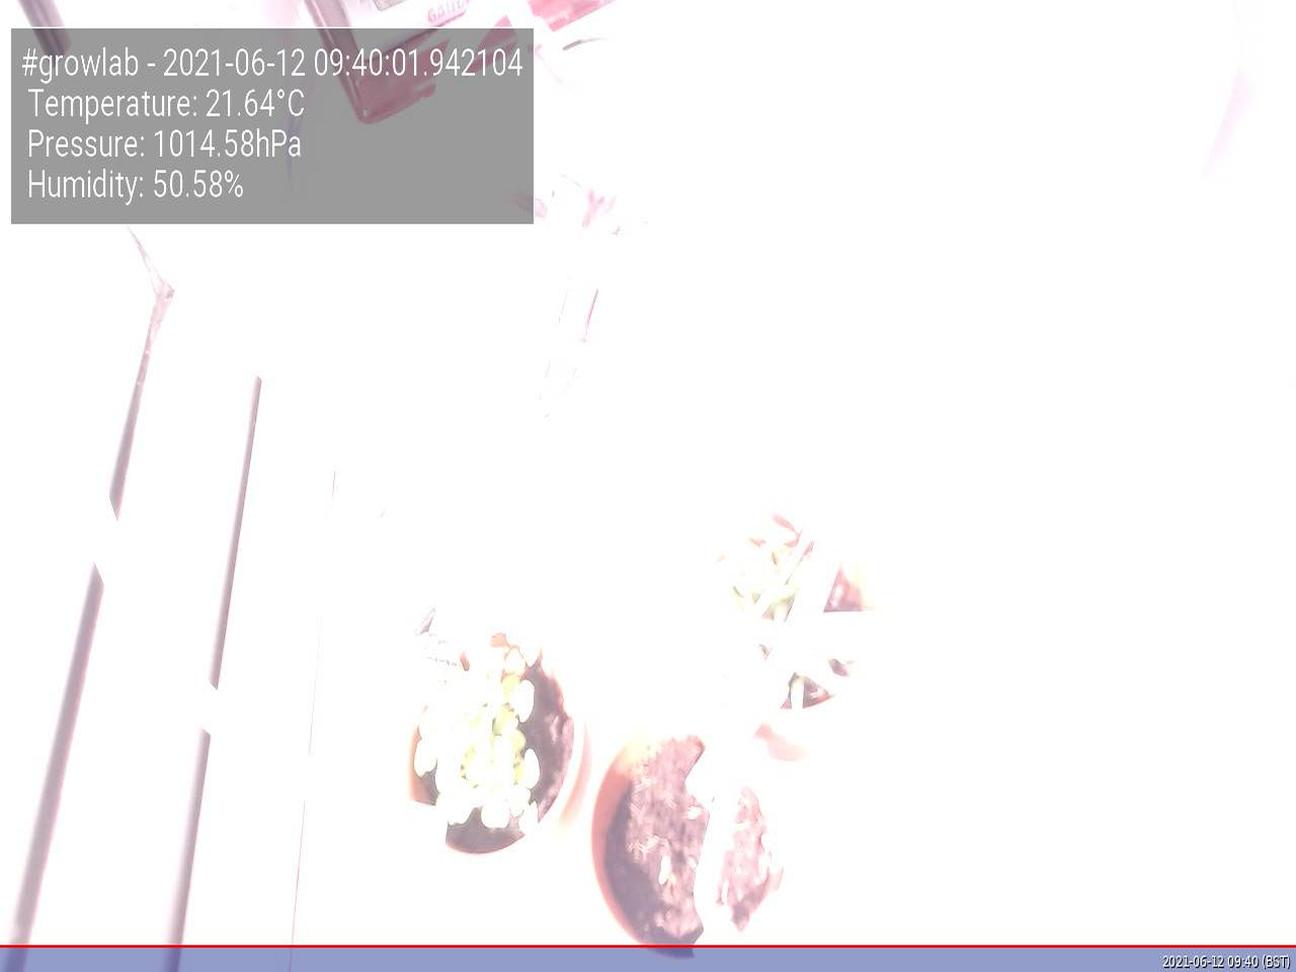 #growlab - 2021-06-12 09:40:01.942104
Temperature: 21.64°C
Pressure: 1014.58hPa
Humidity: 50.58%
2021-06-12 09:40 (BST)